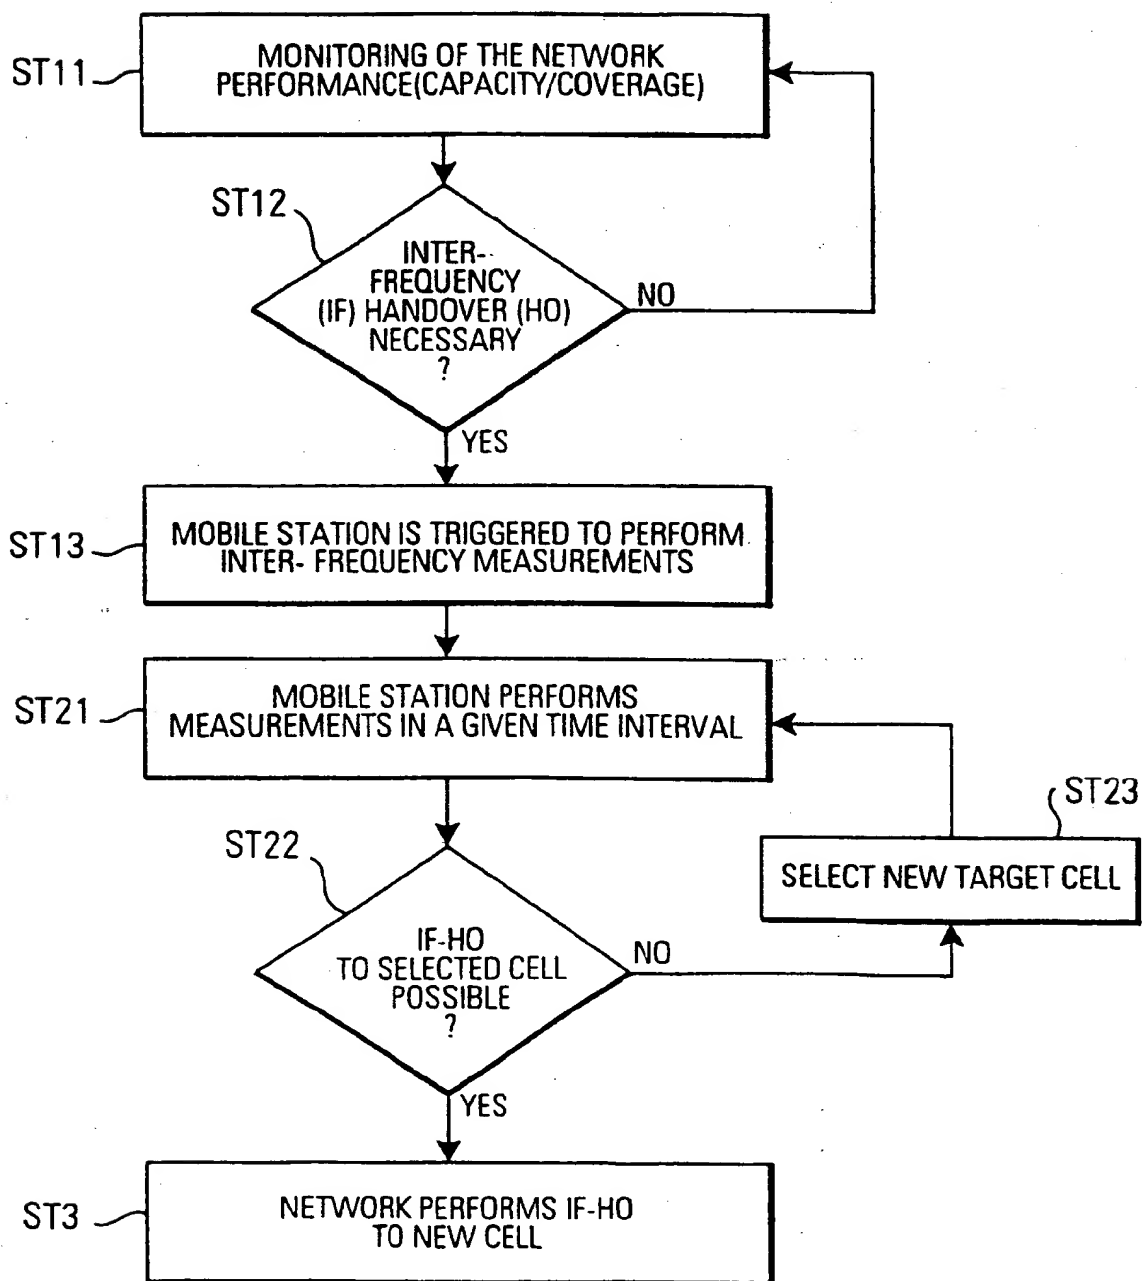 ST11
MONITORING OF THE NETWORK
PERFORMANCE(CAPACITY/COVERAGE)
ST12
INTER-
FREQUENCY
(IF) HANDOVER (HO)
NECESSARY
?
NO
YES
ST13
MOBILE STATION IS TRIGGERED TO PERFORM
INTER- FREQUENCY MEASUREMENTS
ST21
MOBILE STATION PERFORMS
MEASUREMENTS IN A GIVEN TIME INTERVAL
ST23
SELECT NEW TARGET CELL
ST22
IF-HO
TO SELECTED CELL
POSSIBLE
?
NO
YES
ST3
NETWORK PERFORMS IF-HO
TO NEW CELL